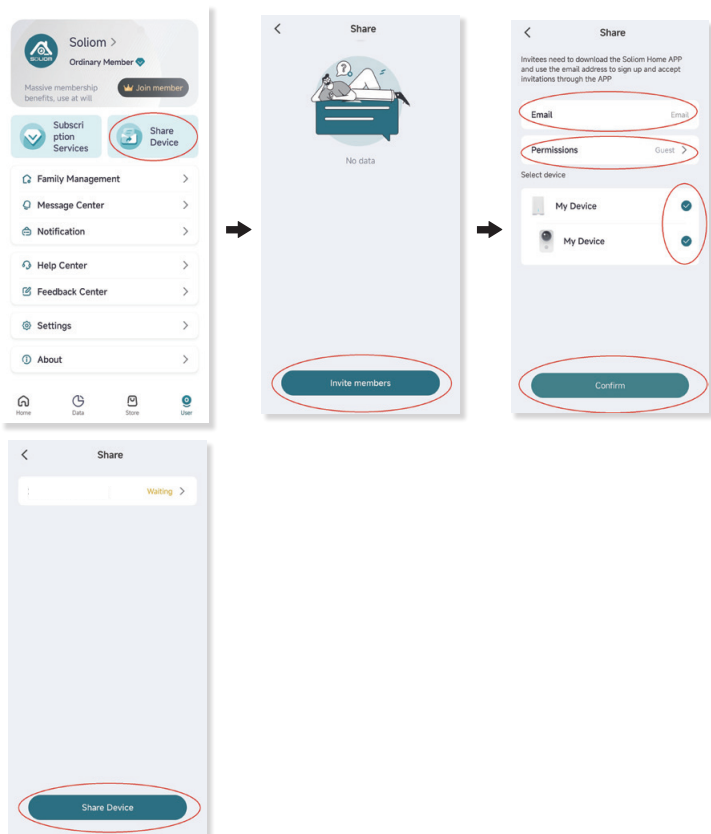 Soliom >
SOLIOM
Ordinary Member
Massive membership
benefits, use at will
Join member
Subscri
ption
Services
Share
Device
Family Management
Message Center
Notification
Help Center
Feedback Center
Settings
About
Home
Data
Store
User
Share
?
No data
Invite members
Share
Invitees need to download the Soliom Home APP
and use the email address to sign up and accept
invitations through the APP
Email Email
Permissions Guest >
Select device
My Device
My Device
Confirm
Share
Waiting >
Share Device